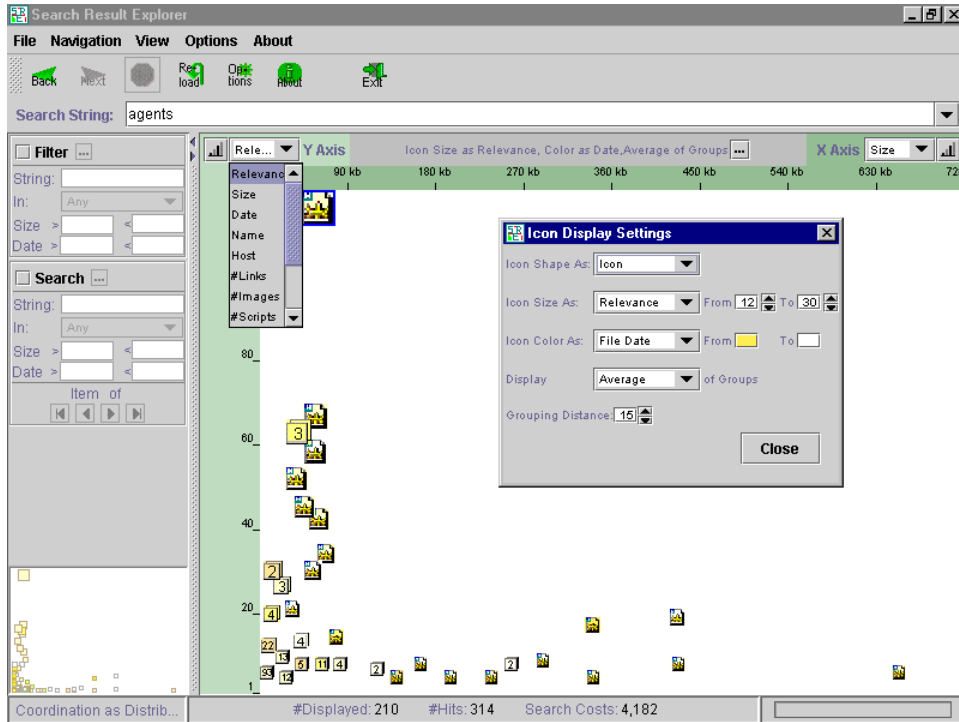 Search Result Explorer
File Navigation View Options About
Back Next Re load Op tions About Exit
Search String: agents
Filter ...
String:
In: Any
Size > <
Date > <
Search ...
String:
In: Any
Size > <
Date > <
Item of
Rele... Y Axis Icon Size as Relevance, Color as Date,Average of Groups ... X Axis Size
90 kb 180 kb 270 kb 360 kb 450 kb 540 kb 630 kb 720
Relevanc
Size
Date
Name
Host
#Links
#Images
#Scripts
Icon Display Settings
Icon Shape As: Icon
Icon Size As: Relevance From 12 To 30
Icon Color As: File Date From To
Display Average of Groups
Grouping Distance: 15
Close
80
60
40
20
1
3
2
3
4
22
4
13
5
11
4
93
12
2
2
Coordination as Distrib... #Displayed: 210 #Hits: 314 Search Costs: 4,182